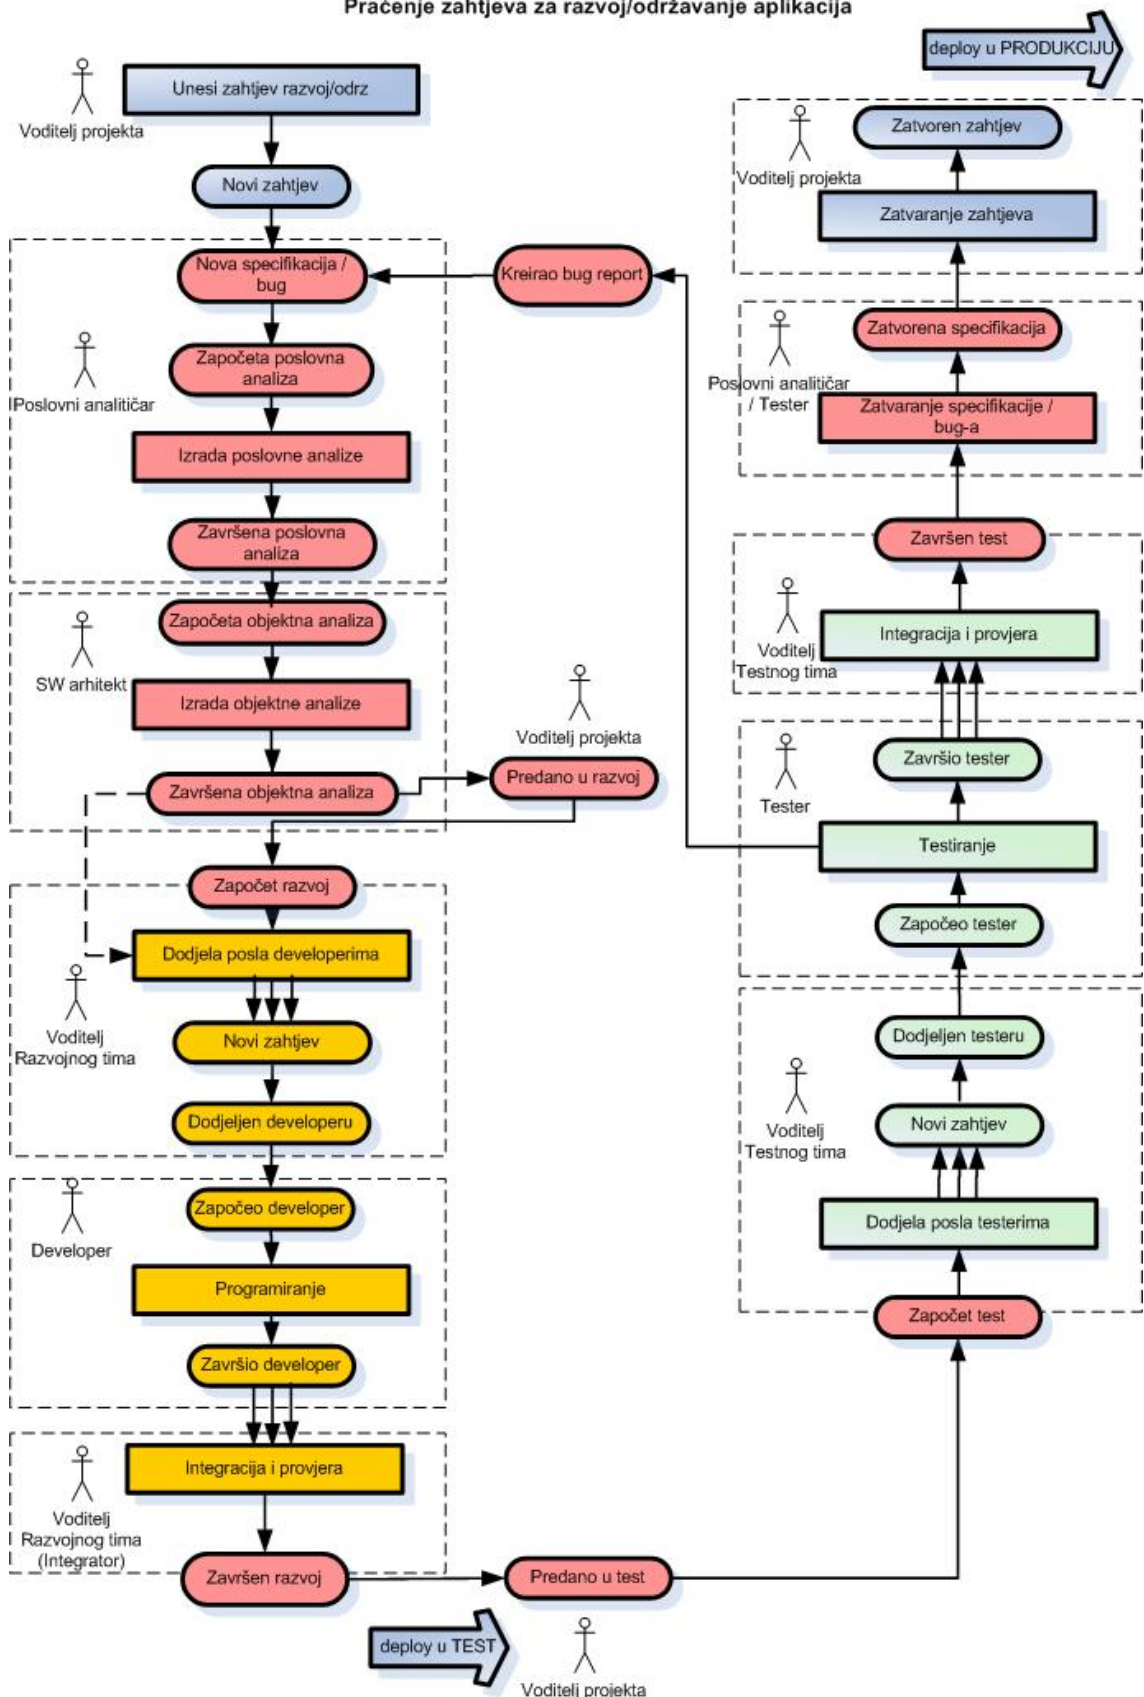 Praćenje zahtjeva za razvoj/održavanje aplikacija
Unesi zahtjev razvoj/odrz
Voditelj projekta
Novi zahtjev
Nova specifikacija /
bug
Kreirao bug report
Započeta poslovna
analiza
Poslovni analitičar
Izrada poslovne analize
Završena poslovna
analiza
Započeta objektna analiza
SW arhitekt
Izrada objektne analize
Voditelj projekta
Završena objektna analiza
Predano u razvoj
Započet razvoj
Dodjela posla developerima
Voditelj
Razvojnog tima
Novi zahtjev
Dodjeljen developeru
Započeo developer
Developer
Programiranje
Završio developer
Integracija i provjera
Voditelj
Razvojnog tima
(Integrator)
Završen razvoj
Predano u test
deploy u TEST
Voditelj projekta
deploy u PRODUKCIJU
Zatvoren zahtjev
Voditelj projekta
Zatvaranje zahtjeva
Zatvorena specifikacija
Poslovni analitičar
/ Tester
Zatvaranje specifikacije /
bug-a
Završen test
Integracija i provjera
Voditelj
Testnog tima
Završio tester
Tester
Testiranje
Započeo tester
Dodjeljen testeru
Novi zahtjev
Voditelj
Testnog tima
Dodjela posla testerima
Započet test